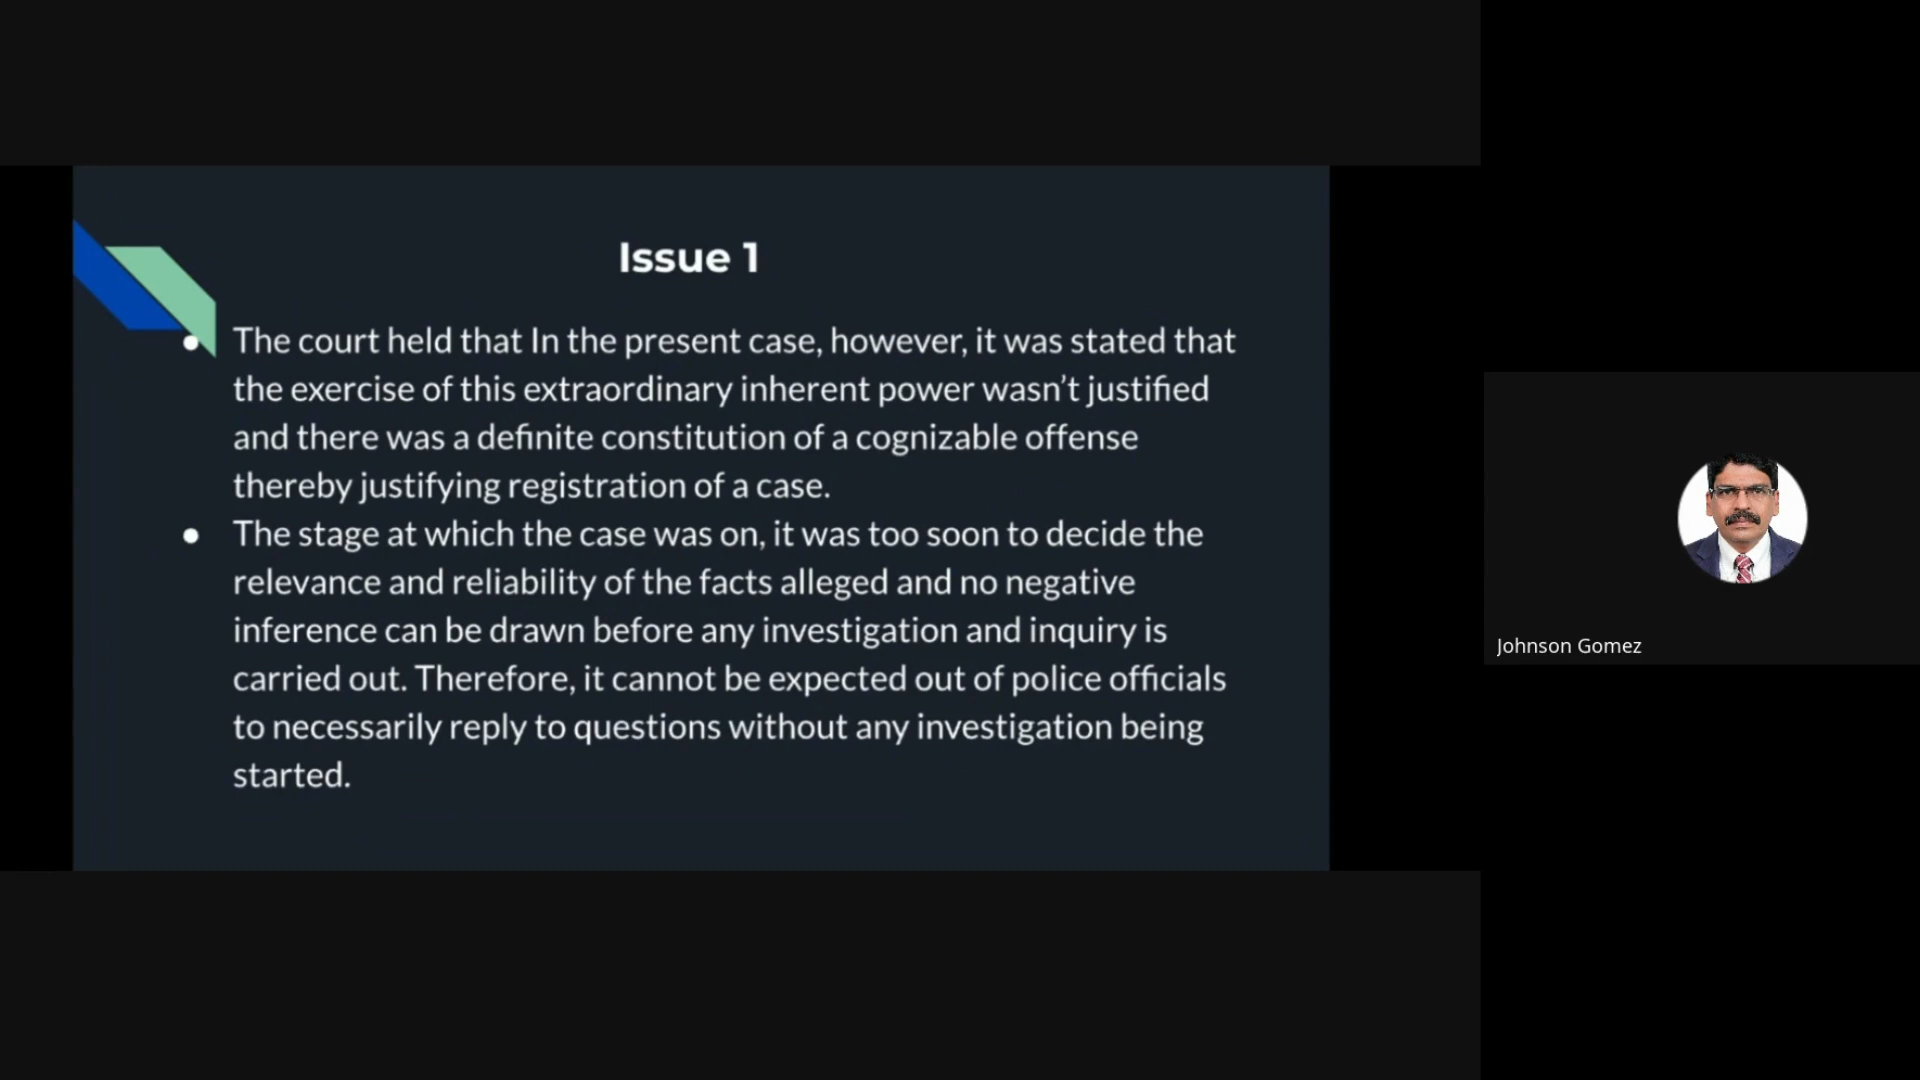 Issue 1
● The court held that In the present case, however, it was stated that
the exercise of this extraordinary inherent power wasn't justified
and there was a definite constitution of a cognizable offense
thereby justifying registration of a case.
● The stage at which the case was on, it was too soon to decide the
relevance and reliability of the facts alleged and no negative
inference can be drawn before any investigation and inquiry is
carried out. Therefore, it cannot be expected out of police officials
to necessarily reply to questions without any investigation being
started.
Johnson Gomez